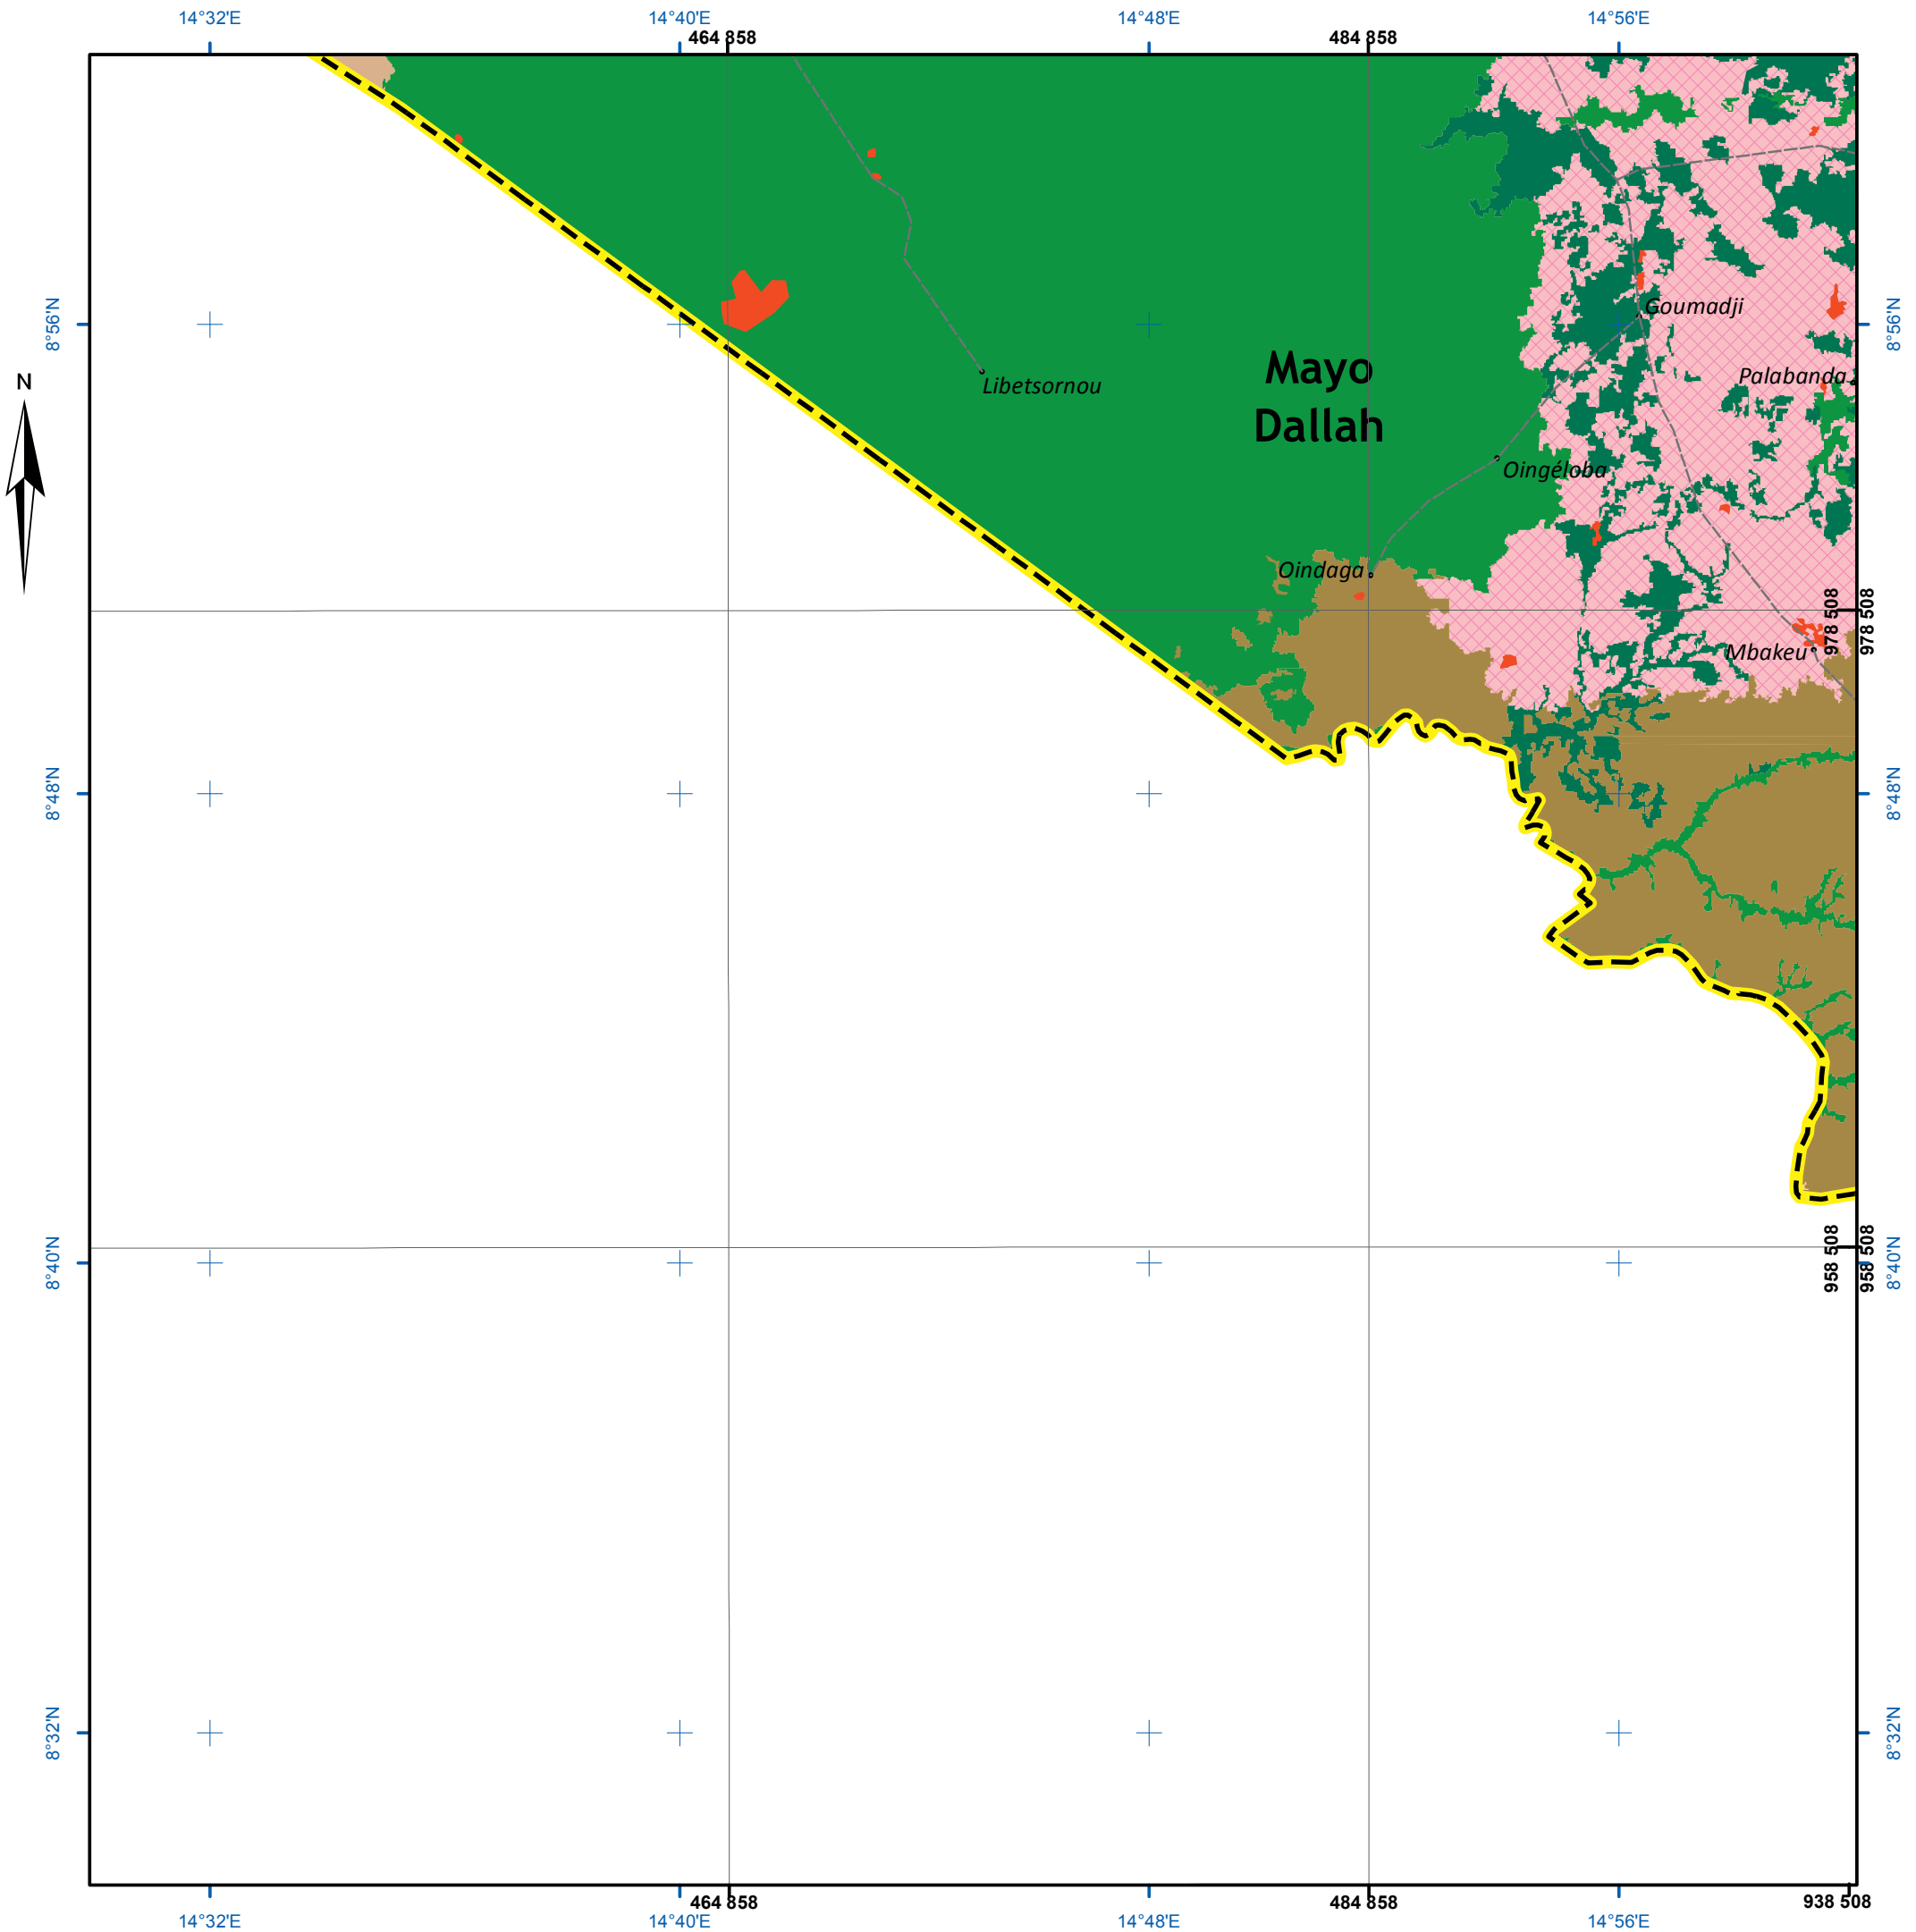 14°32'E 14°40'E 14°48'E 14°56'E
464 858 484 858
8°56'N Goumadji 8°56'N
Mayo
Dallah
N
Libetsornou
Palabanda
Oingéloba
Oindaga
978 508 978 508
Mbakeu
8°48'N 8°48'N
958 508 958 508
8°40'N 8°40'N
8°32'N 8°32'N
464 858 484 858 938 508
14°32'E 14°40'E 14°48'E 14°56'E